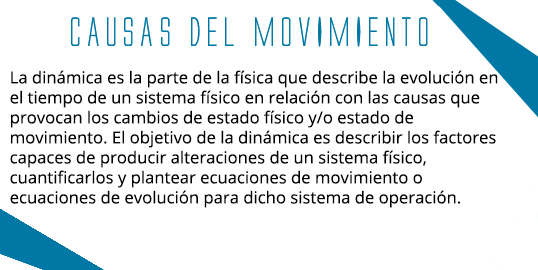 CAUSAS DEL MOVIMIENTO
La dinámica es la parte de la física que describe la evolución en
el tiempo de un sistema físico en relación con las causas que
provocan los cambios de estado físico y/o estado de
movimiento. El objetivo de la dinámica es describir los factores
capaces de producir alteraciones de un sistema físico,
cuantificarlos y plantear ecuaciones de movimiento o
ecuaciones de evolución para dicho sistema de operación.